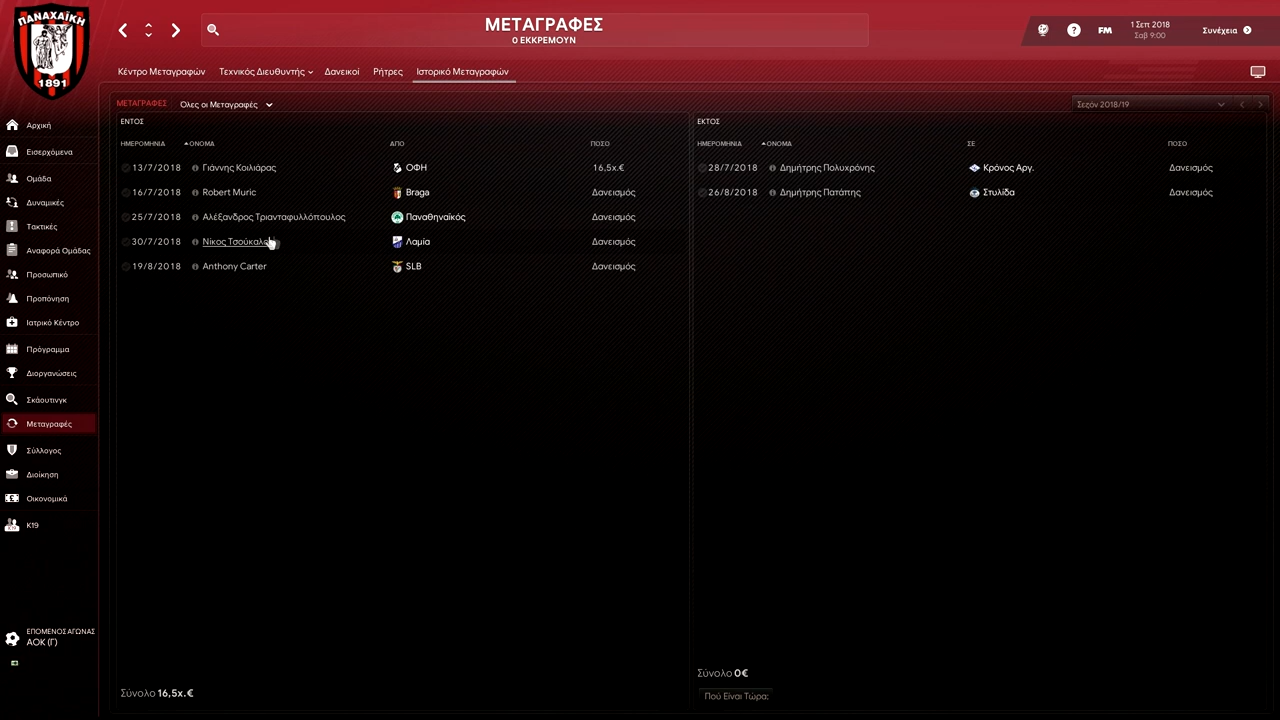 ΠΑΝΑΧΑΪΚΗ
1891
ΜΕΤΑΓΡΑΦΕΣ
0 ΕΚΚΡΕΜΟΥΝ
FM
1 Σεπ 2018
Σαβ 9:00
Συνέχεια
Κέντρο Μεταγραφών Τεχνικός Διευθυντής Δανεικοί Ρήτρες Ιστορικό Μεταγραφών
ΜΕΤΑΓΡΑΦΕΣ Όλες οι Μεταγραφές
Σεζόν 2018/19
Αρχική
Εισερχόμενα
Ομάδα
Δυναμικές
Τακτικές
Αναφορά Ομάδας
Προσωπικό
Προπόνηση
Ιατρικό Κέντρο
Πρόγραμμα
Διοργανώσεις
Σκάουτινγκ
Μεταγραφές
Σύλλογος
Διοίκηση
Οικονομικά
Κ19
ΕΠΟΜΕΝΟΣ ΑΓΩΝΑΣ
ΑΟΚ (Γ)
ΕΝΤΟΣ
ΗΜΕΡΟΜΗΝΙΑ ΟΝΟΜΑ ΑΠΟ ΠΟΣΟ
13/7/2018 Γιάννης Κοιλιάρας ΟΦΗ 16,5χ.€
16/7/2018 Robert Muric Braga Δανεισμός
25/7/2018 Αλέξανδρος Τριανταφυλλόπουλος Παναθηναϊκός Δανεισμός
30/7/2018 Νίκος Λαμία Δανεισμός
19/8/2018 Anthony Carter SLB Δανεισμός
Σύνολο 16,5χ.€
ΕΚΤΟΣ
ΗΜΕΡΟΜΗΝΙΑ ΟΝΟΜΑ ΣΕ ΠΟΣΟ
28/7/2018 Δημήτρης Πολυχρόνης Κρόνος Αργ. Δανεισμός
26/8/2018 Δημήτρης Πατάπης Στυλίδα Δανεισμός
Σύνολο 0€
Πού Είναι Τώρα;